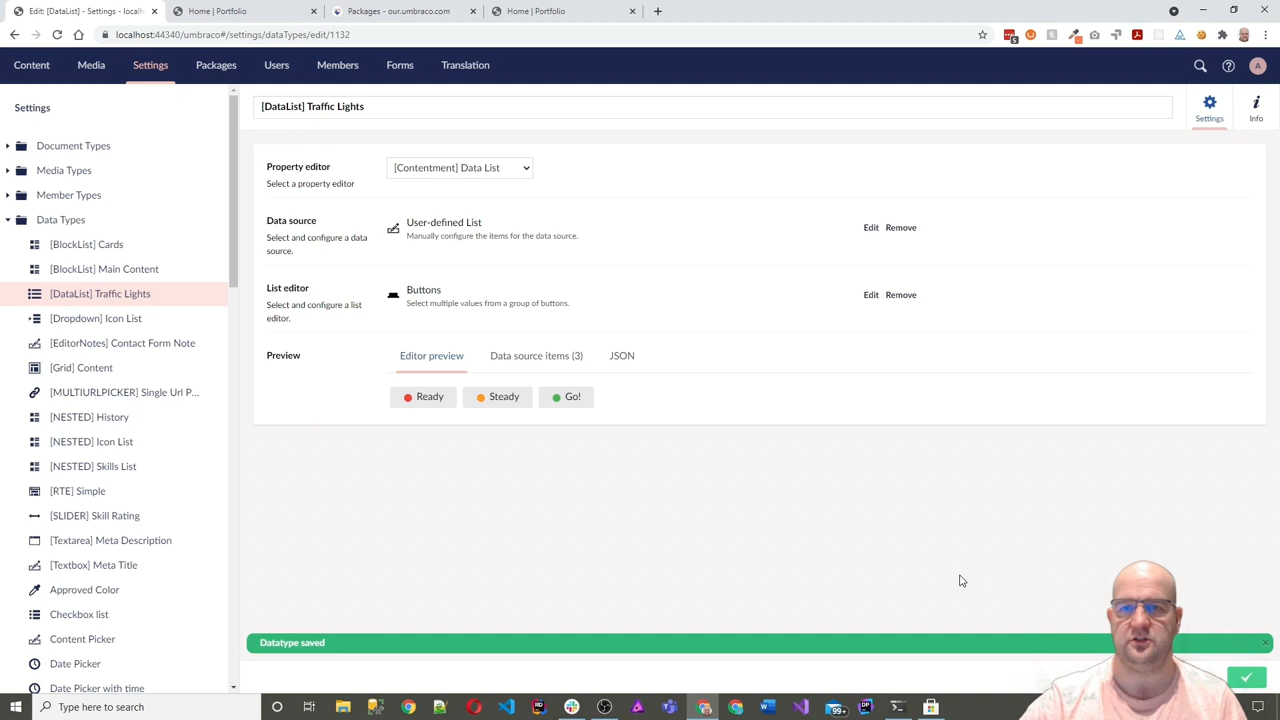 Edit: [DataList] - Settings - localh
Home | Portfolio
Packages - our.umbraco.com
Home | Portfolio
localhost:44340/umbraco#/settings/dataTypes/edit/1132
Content
Media
Settings
Packages
Users
Members
Forms
Translation
A
Settings
[DataList] Traffic Lights
Settings
Info
Document Types
Media Types
Member Types
Data Types
[BlockList] Cards
[BlockList] Main Content
[DataList] Traffic Lights
[Dropdown] Icon List
[EditorNotes] Contact Form Note
[Grid] Content
[MULTIURLPICKER] Single Url P...
[NESTED] History
[NESTED] Icon List
[NESTED] Skills List
[RTE] Simple
[SLIDER] Skill Rating
[Textarea] Meta Description
[Textbox] Meta Title
Approved Color
Checkbox list
Content Picker
Date Picker
Date Picker with time
Property editor
Select a property editor
[Contentment] Data List
Data source
Select and configure a data
source.
User-defined List
Manually configure the items for the data source.
Edit
Remove
List editor
Select and configure a list
editor.
Buttons
Select multiple values from a group of buttons.
Edit
Remove
Preview
Editor preview
Data source items (3)
JSON
Ready
Steady
Go!
Datatype saved
Type here to search
99+